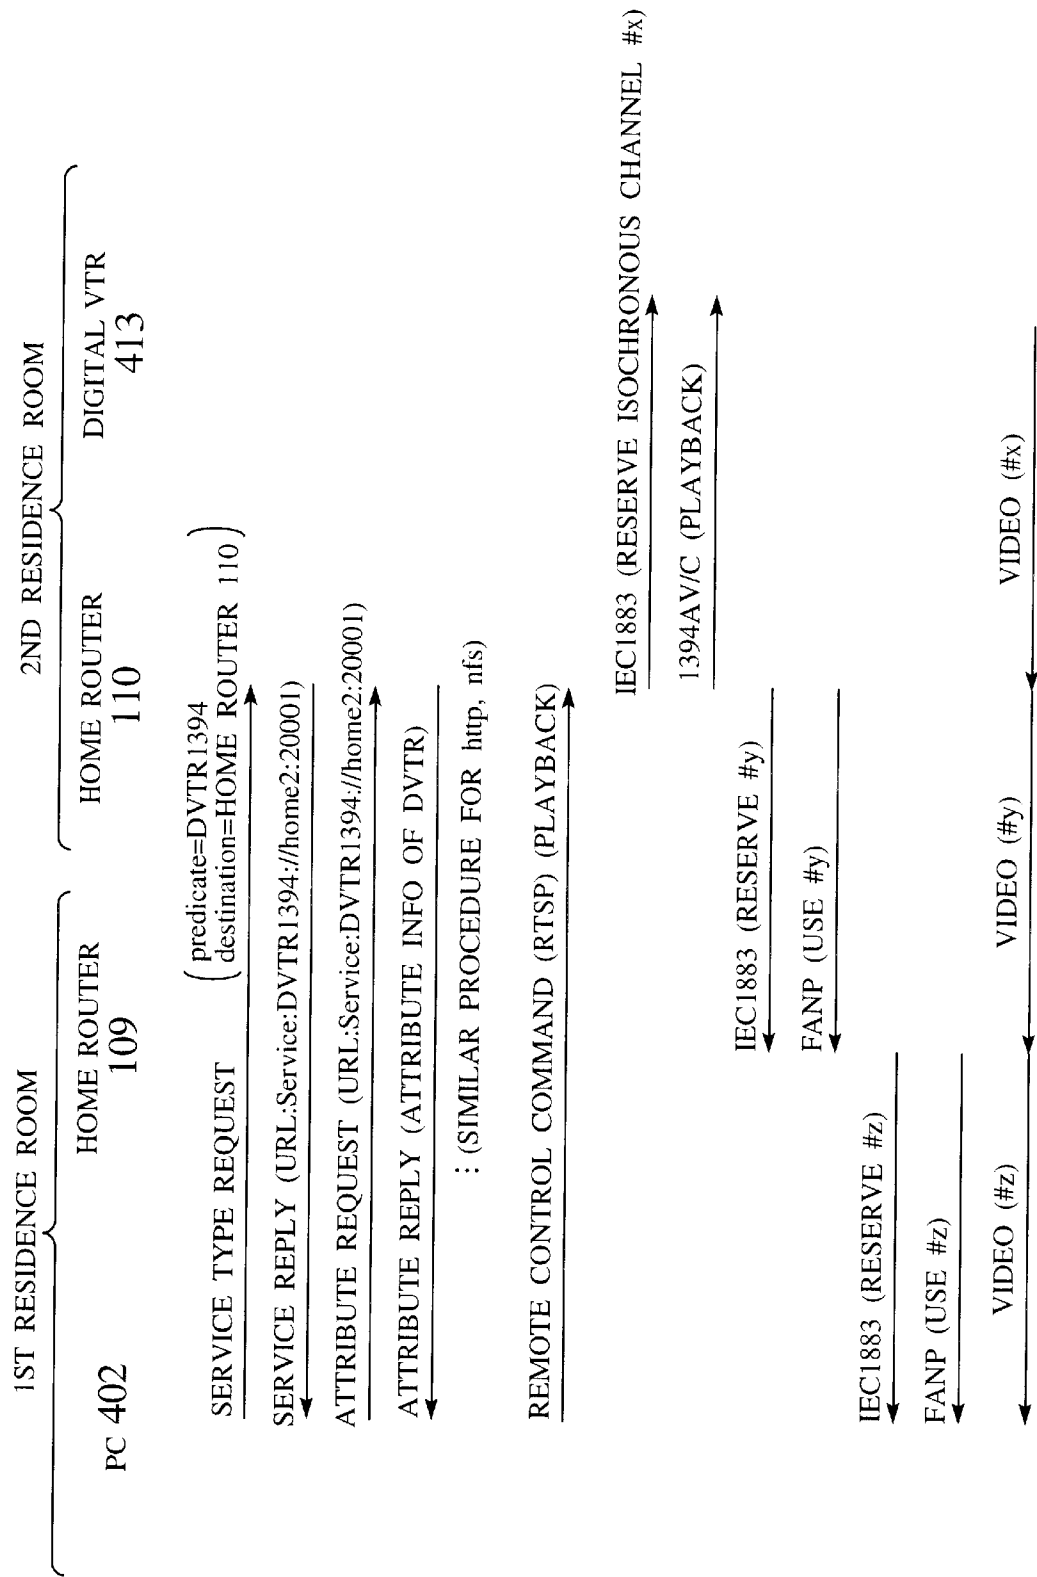 1ST RESIDENCE ROOM
2ND RESIDENCE ROOM
PC 402
HOME ROUTER
109
HOME ROUTER
110
DIGITAL VTR
413
SERVICE TYPE REQUEST
predicate=DVTR1394
destination=HOME ROUTER 110
SERVICE REPLY (URL:Service:DVTR1394://home2:20001)
ATTRIBUTE REQUEST (URL:Service:DVTR1394://home2:20001)
ATTRIBUTE REPLY (ATTRIBUTE INFO OF DVTR)
⋮ (SIMILAR PROCEDURE FOR http, nfs)
REMOTE CONTROL COMMAND (RTSP) (PLAYBACK)
IEC1883 (RESERVE ISOCHRONOUS CHANNEL #x)
1394AV/C (PLAYBACK)
IEC1883 (RESERVE #y)
FANP (USE #y)
IEC1883 (RESERVE #z)
FANP (USE #z)
VIDEO (#z)
VIDEO (#y)
VIDEO (#x)